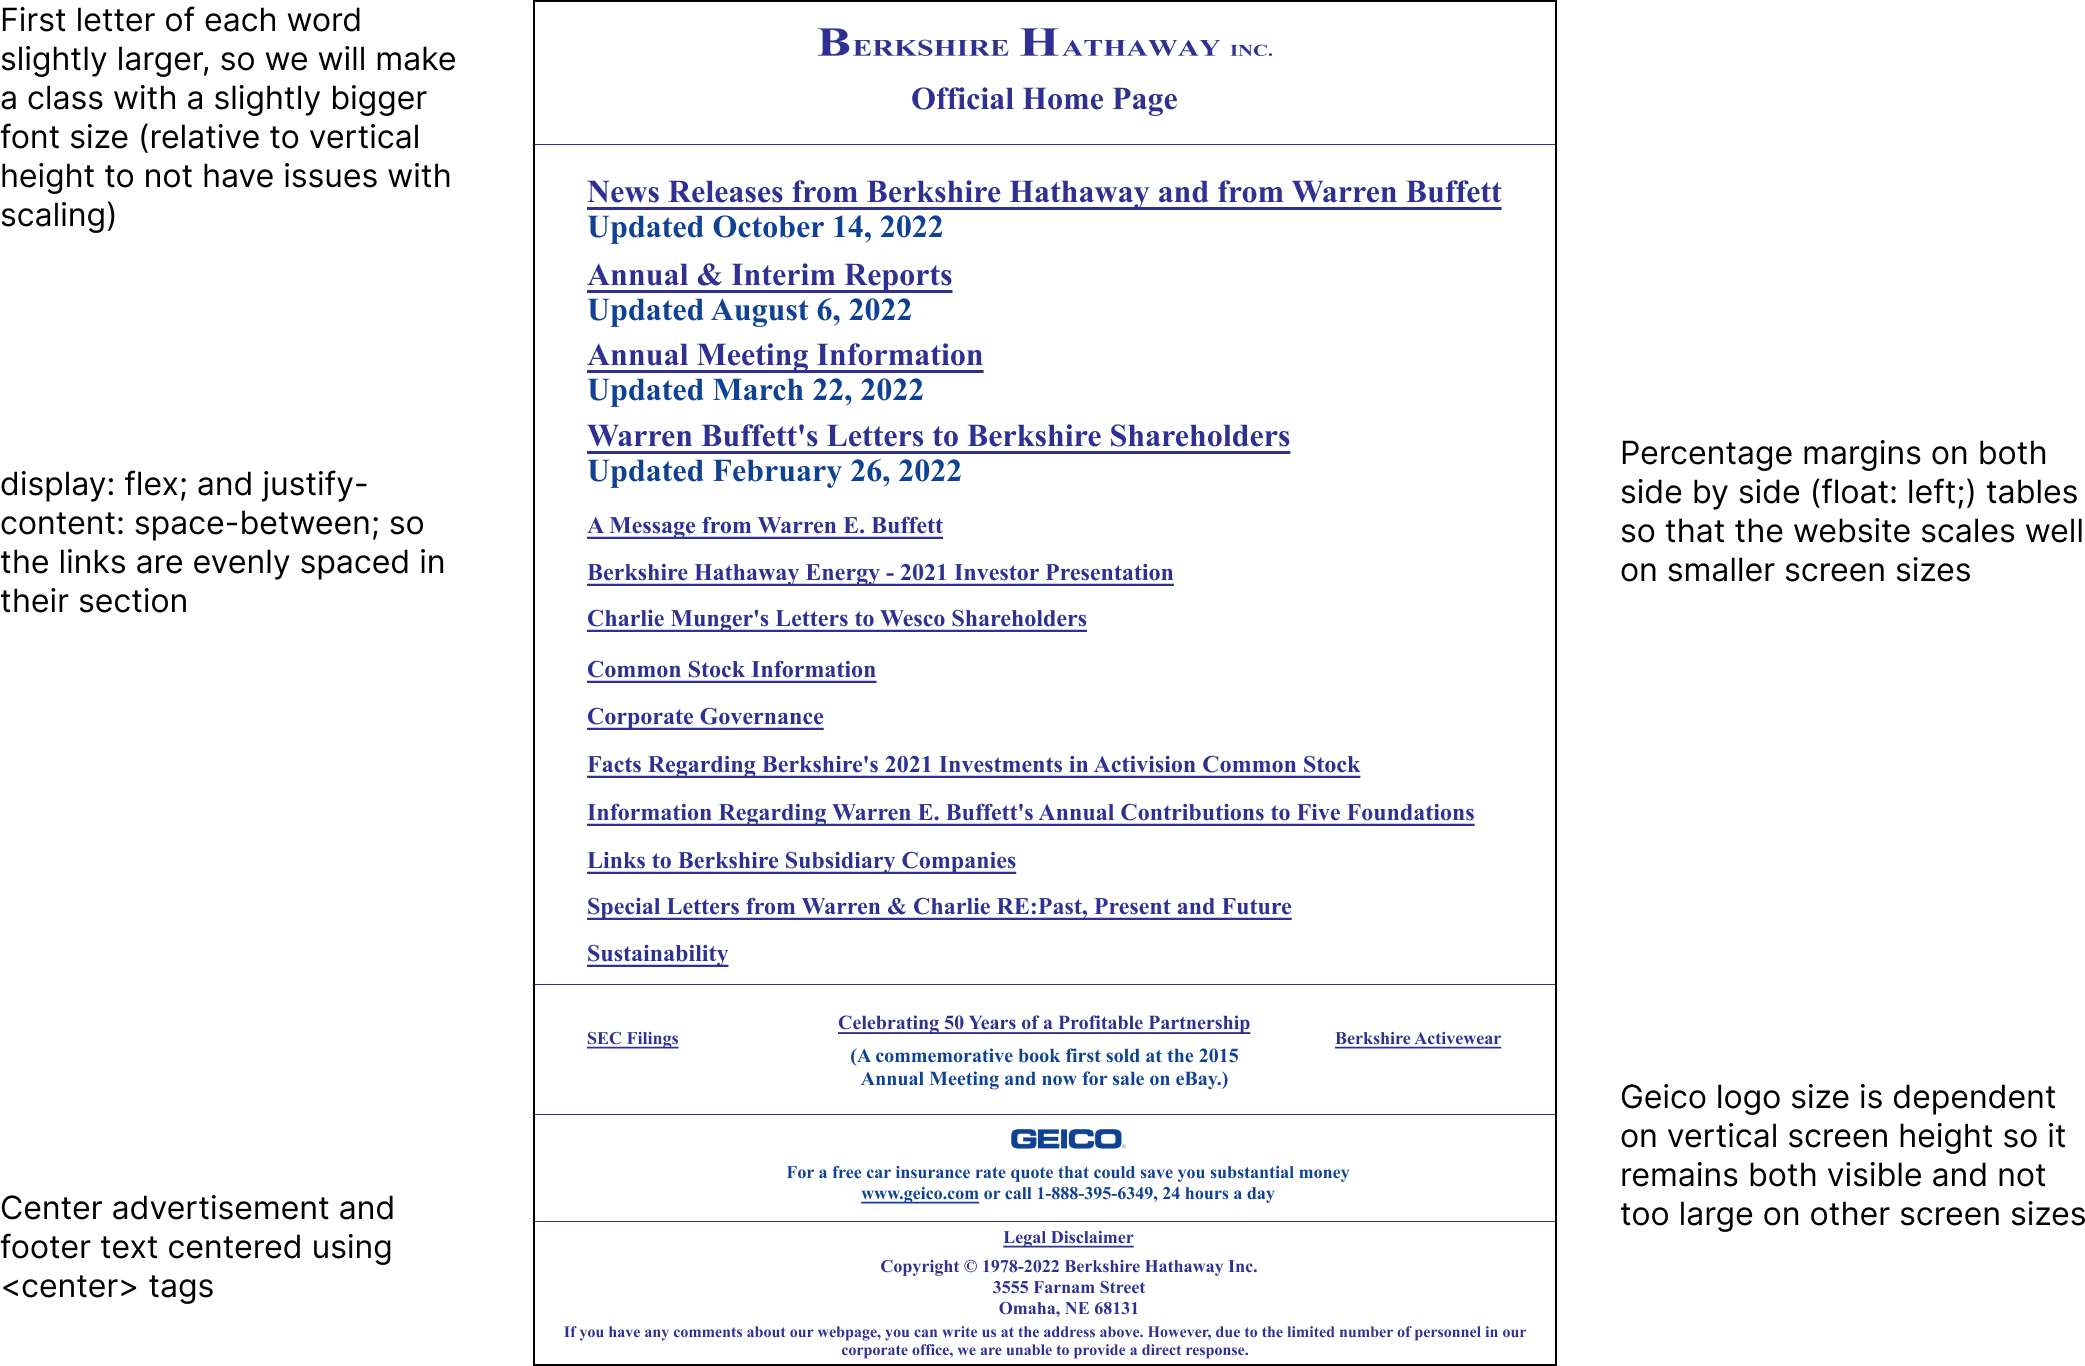 First letter of each word
slightly larger, so we will make
a class with a slightly bigger
font size (relative to vertical
height to not have issues with
scaling)
display: flex; and justify-
content: space-between; so
the links are evenly spaced in
their section
Center advertisement and
footer text centered using
<center> tags
BERKSHIRE HATHAWAY INC.
Official Home Page
News Releases from Berkshire Hathaway and from Warren Buffett
Updated October 14, 2022
Annual & Interim Reports
Updated August 6, 2022
Annual Meeting Information
Updated March 22, 2022
Warren Buffett's Letters to Berkshire Shareholders
Updated February 26, 2022
A Message from Warren E. Buffett
Berkshire Hathaway Energy - 2021 Investor Presentation
Charlie Munger's Letters to Wesco Shareholders
Common Stock Information
Corporate Governance
Facts Regarding Berkshire's 2021 Investments in Activision Common Stock
Information Regarding Warren E. Buffett's Annual Contributions to Five Foundations
Links to Berkshire Subsidiary Companies
Special Letters from Warren & Charlie RE:Past, Present and Future
Sustainability
SEC Filings
Celebrating 50 Years of a Profitable Partnership
(A commemorative book first sold at the 2015
Annual Meeting and now for sale on eBay.)
Berkshire Activewear
GEICO
For a free car insurance rate quote that could save you substantial money
www.geico.com or call 1-888-395-6349, 24 hours a day
Legal Disclaimer
Copyright © 1978-2022 Berkshire Hathaway Inc.
3555 Farnam Street
Omaha, NE 68131
If you have any comments about our webpage, you can write us at the address above. However, due to the limited number of personnel in our
corporate office, we are unable to provide a direct response.
Percentage margins on both
side by side (float: left;) tables
so that the website scales well
on smaller screen sizes
Geico logo size is dependent
on vertical screen height so it
remains both visible and not
too large on other screen sizes